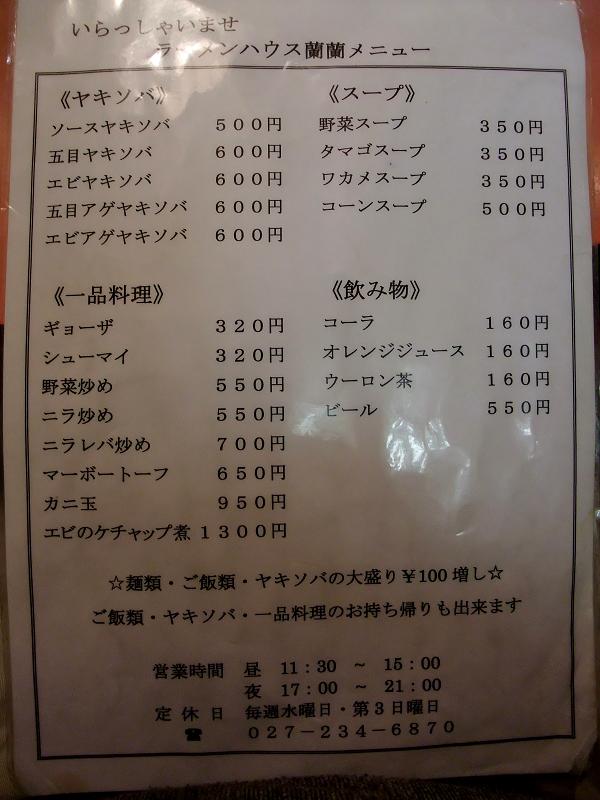 いらっしゃいませ
ラーメンハウス蘭蘭メニュー
《ヤキソバ》
ソースヤキソバ ５００円
五目ヤキソバ ６００円
エビヤキソバ ６００円
五目アゲヤキソバ ６００円
エビアゲヤキソバ ６００円
《スープ》
野菜スープ ３５０円
タマゴスープ ３５０円
ワカメスープ ３５０円
コーンスープ ５００円
《一品料理》
ギョーザ ３２０円
シューマイ ３２０円
野菜炒め ５５０円
ニラ炒め ５５０円
ニラレバ炒め ７００円
マーボートーフ ６５０円
カニ玉 ９５０円
エビのケチャップ煮 １３００円
《飲み物》
コーラ １６０円
オレンジジュース １６０円
ウーロン茶 １６０円
ビール ５５０円
☆麺類・ご飯類・ヤキソバの大盛り￥100増し☆
ご飯類・ヤキソバ・一品料理のお持ち帰りも出来ます
営業時間 昼 11：30 ～ 15：00
夜 17：00 ～ 21：00
定休日 毎週水曜日・第３日曜日
☎ ０２７－２３４－６８７０